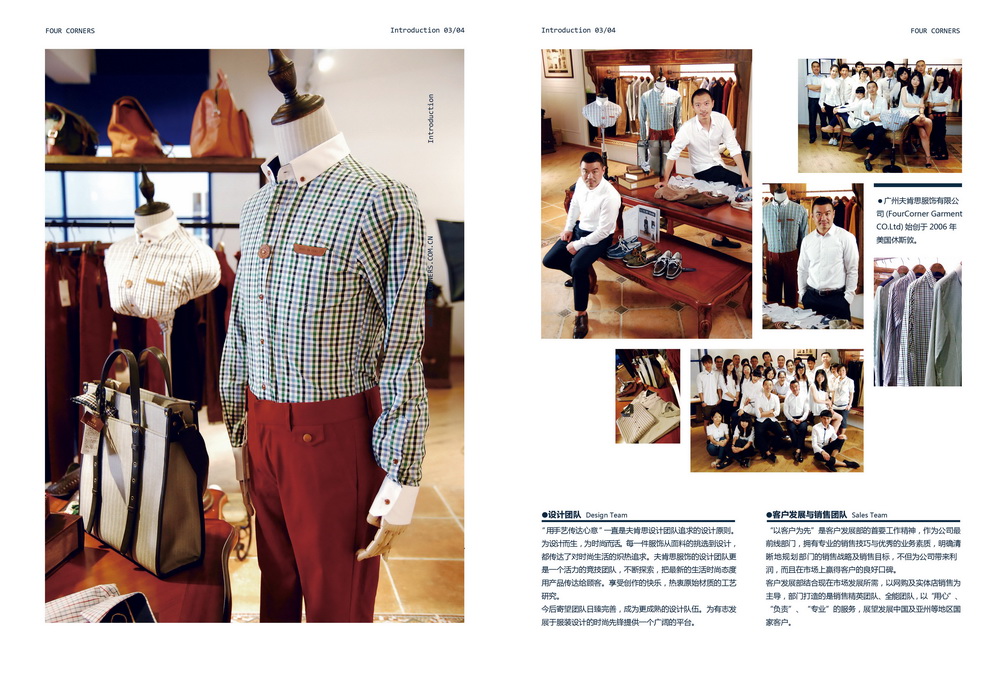 FOUR CORNERS
Introduction 03/04
Introduction
ERS.COM.CN
Introduction 03/04
FOUR CORNERS
●广州夫肯思服饰有限公
司 (FourCorner Garment
CO.Ltd) 始创于 2006 年
美国休斯敦。
●设计团队 Design Team
“用手艺传达心意”一直是夫肯思设计团队追求的设计原则。
为设计而生，为时尚而活。每一件服饰从面料的挑选到设计，
都传达了对时尚生活的炽热追求。夫肯思服饰的设计团队更
是一个活力的竞技团队，不断探索，把最新的生活时尚态度
用产品传达给顾客。享受创作的快乐，热衷原始材质的工艺
研究。
今后寄望团队日臻完善，成为更成熟的设计队伍。为有志发
展于服装设计的时尚先锋提供一个广阔的平台。
●客户发展与销售团队 Sales Team
“以客户为先”是客户发展部的首要工作精神，作为公司最
前线部门，拥有专业的销售技巧与优秀的业务素质，明确清
晰地规划部门的销售战略及销售目标，不但为公司带来利
润，而且在市场上赢得客户的良好口碑。
客户发展部结合现在市场发展所需，以网购及实体店销售为
主导，部门打造的是销售精英团队、全能团队，以“用心”、
“负责”、“专业”的服务，展望发展中国及亚州等地区国
家客户。